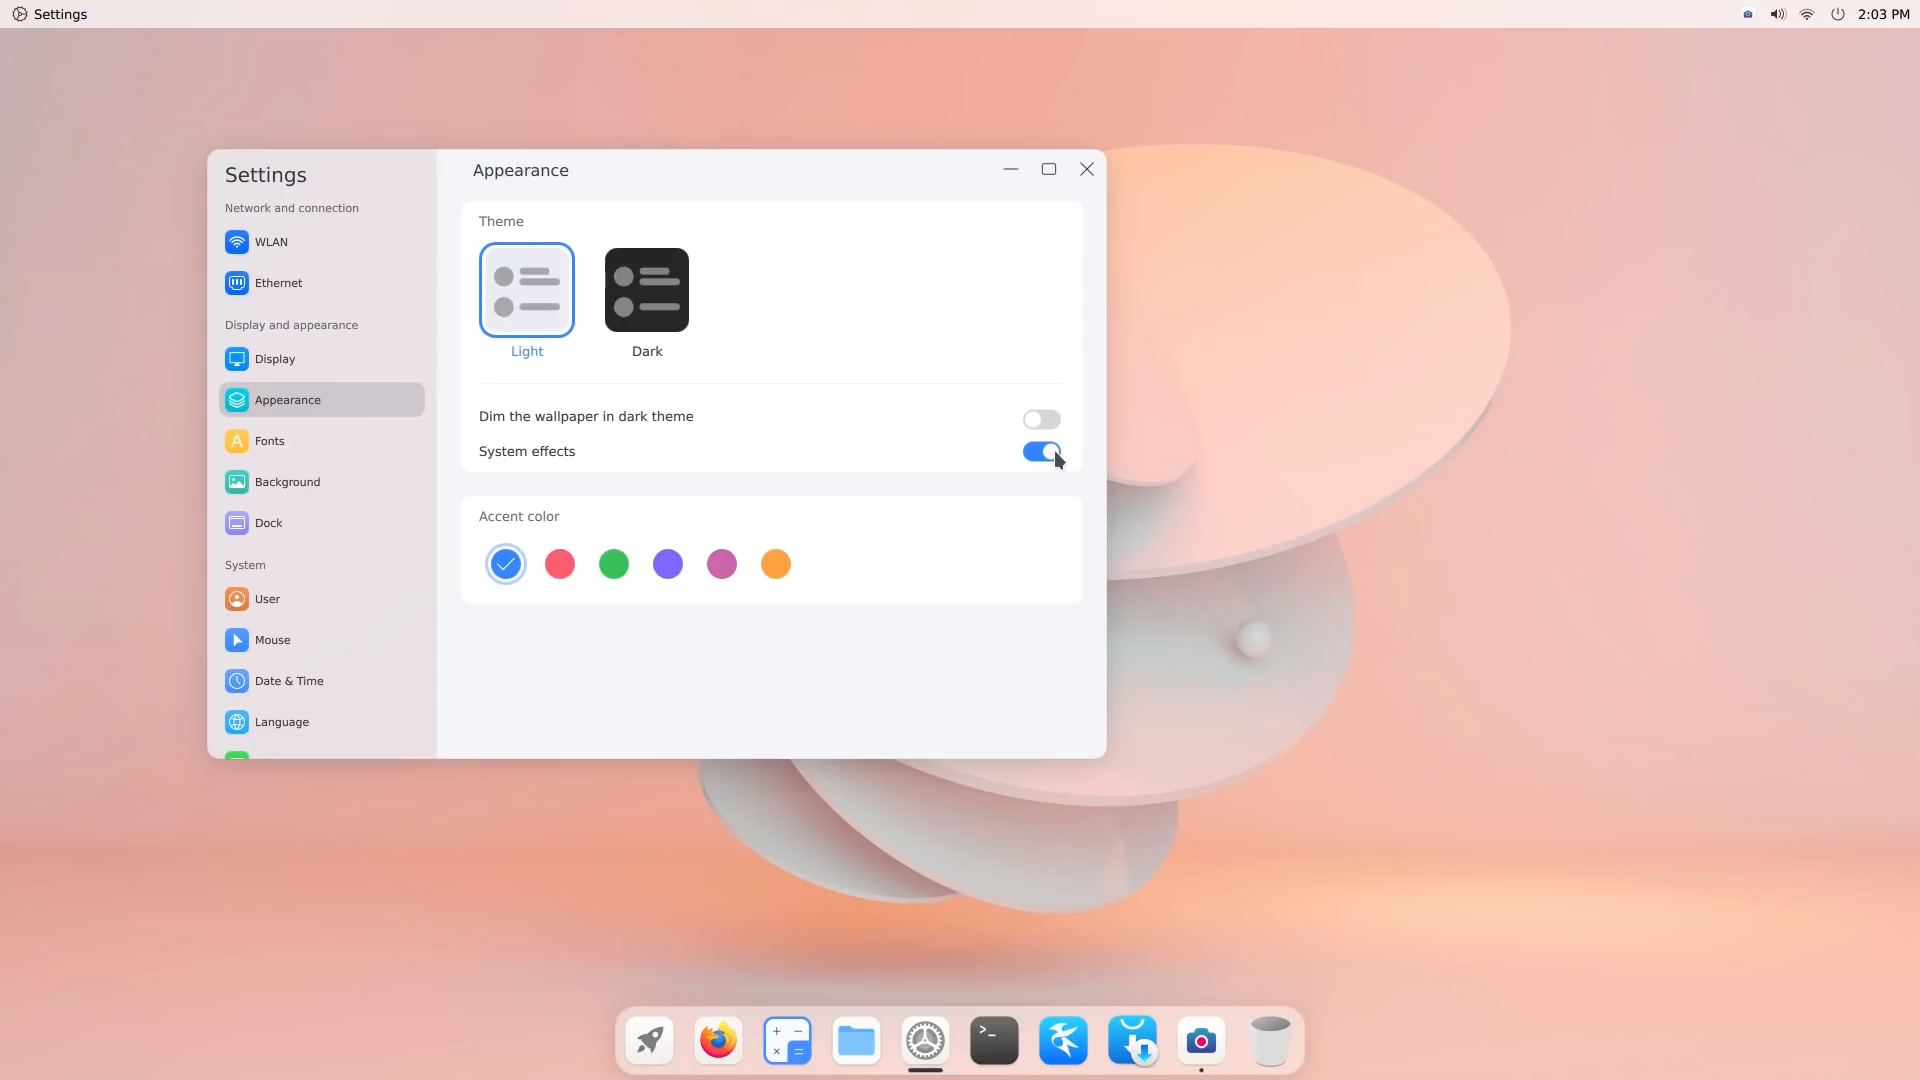 Settings
2:03 PM
Settings
Network and connection
WLAN
Ethernet
Display and appearance
Display
Appearance
Fonts
Background
Dock
System
User
Mouse
Date & Time
Language
Appearance
Theme
Light
Dark
Dim the wallpaper in dark theme
System effects
Accent color